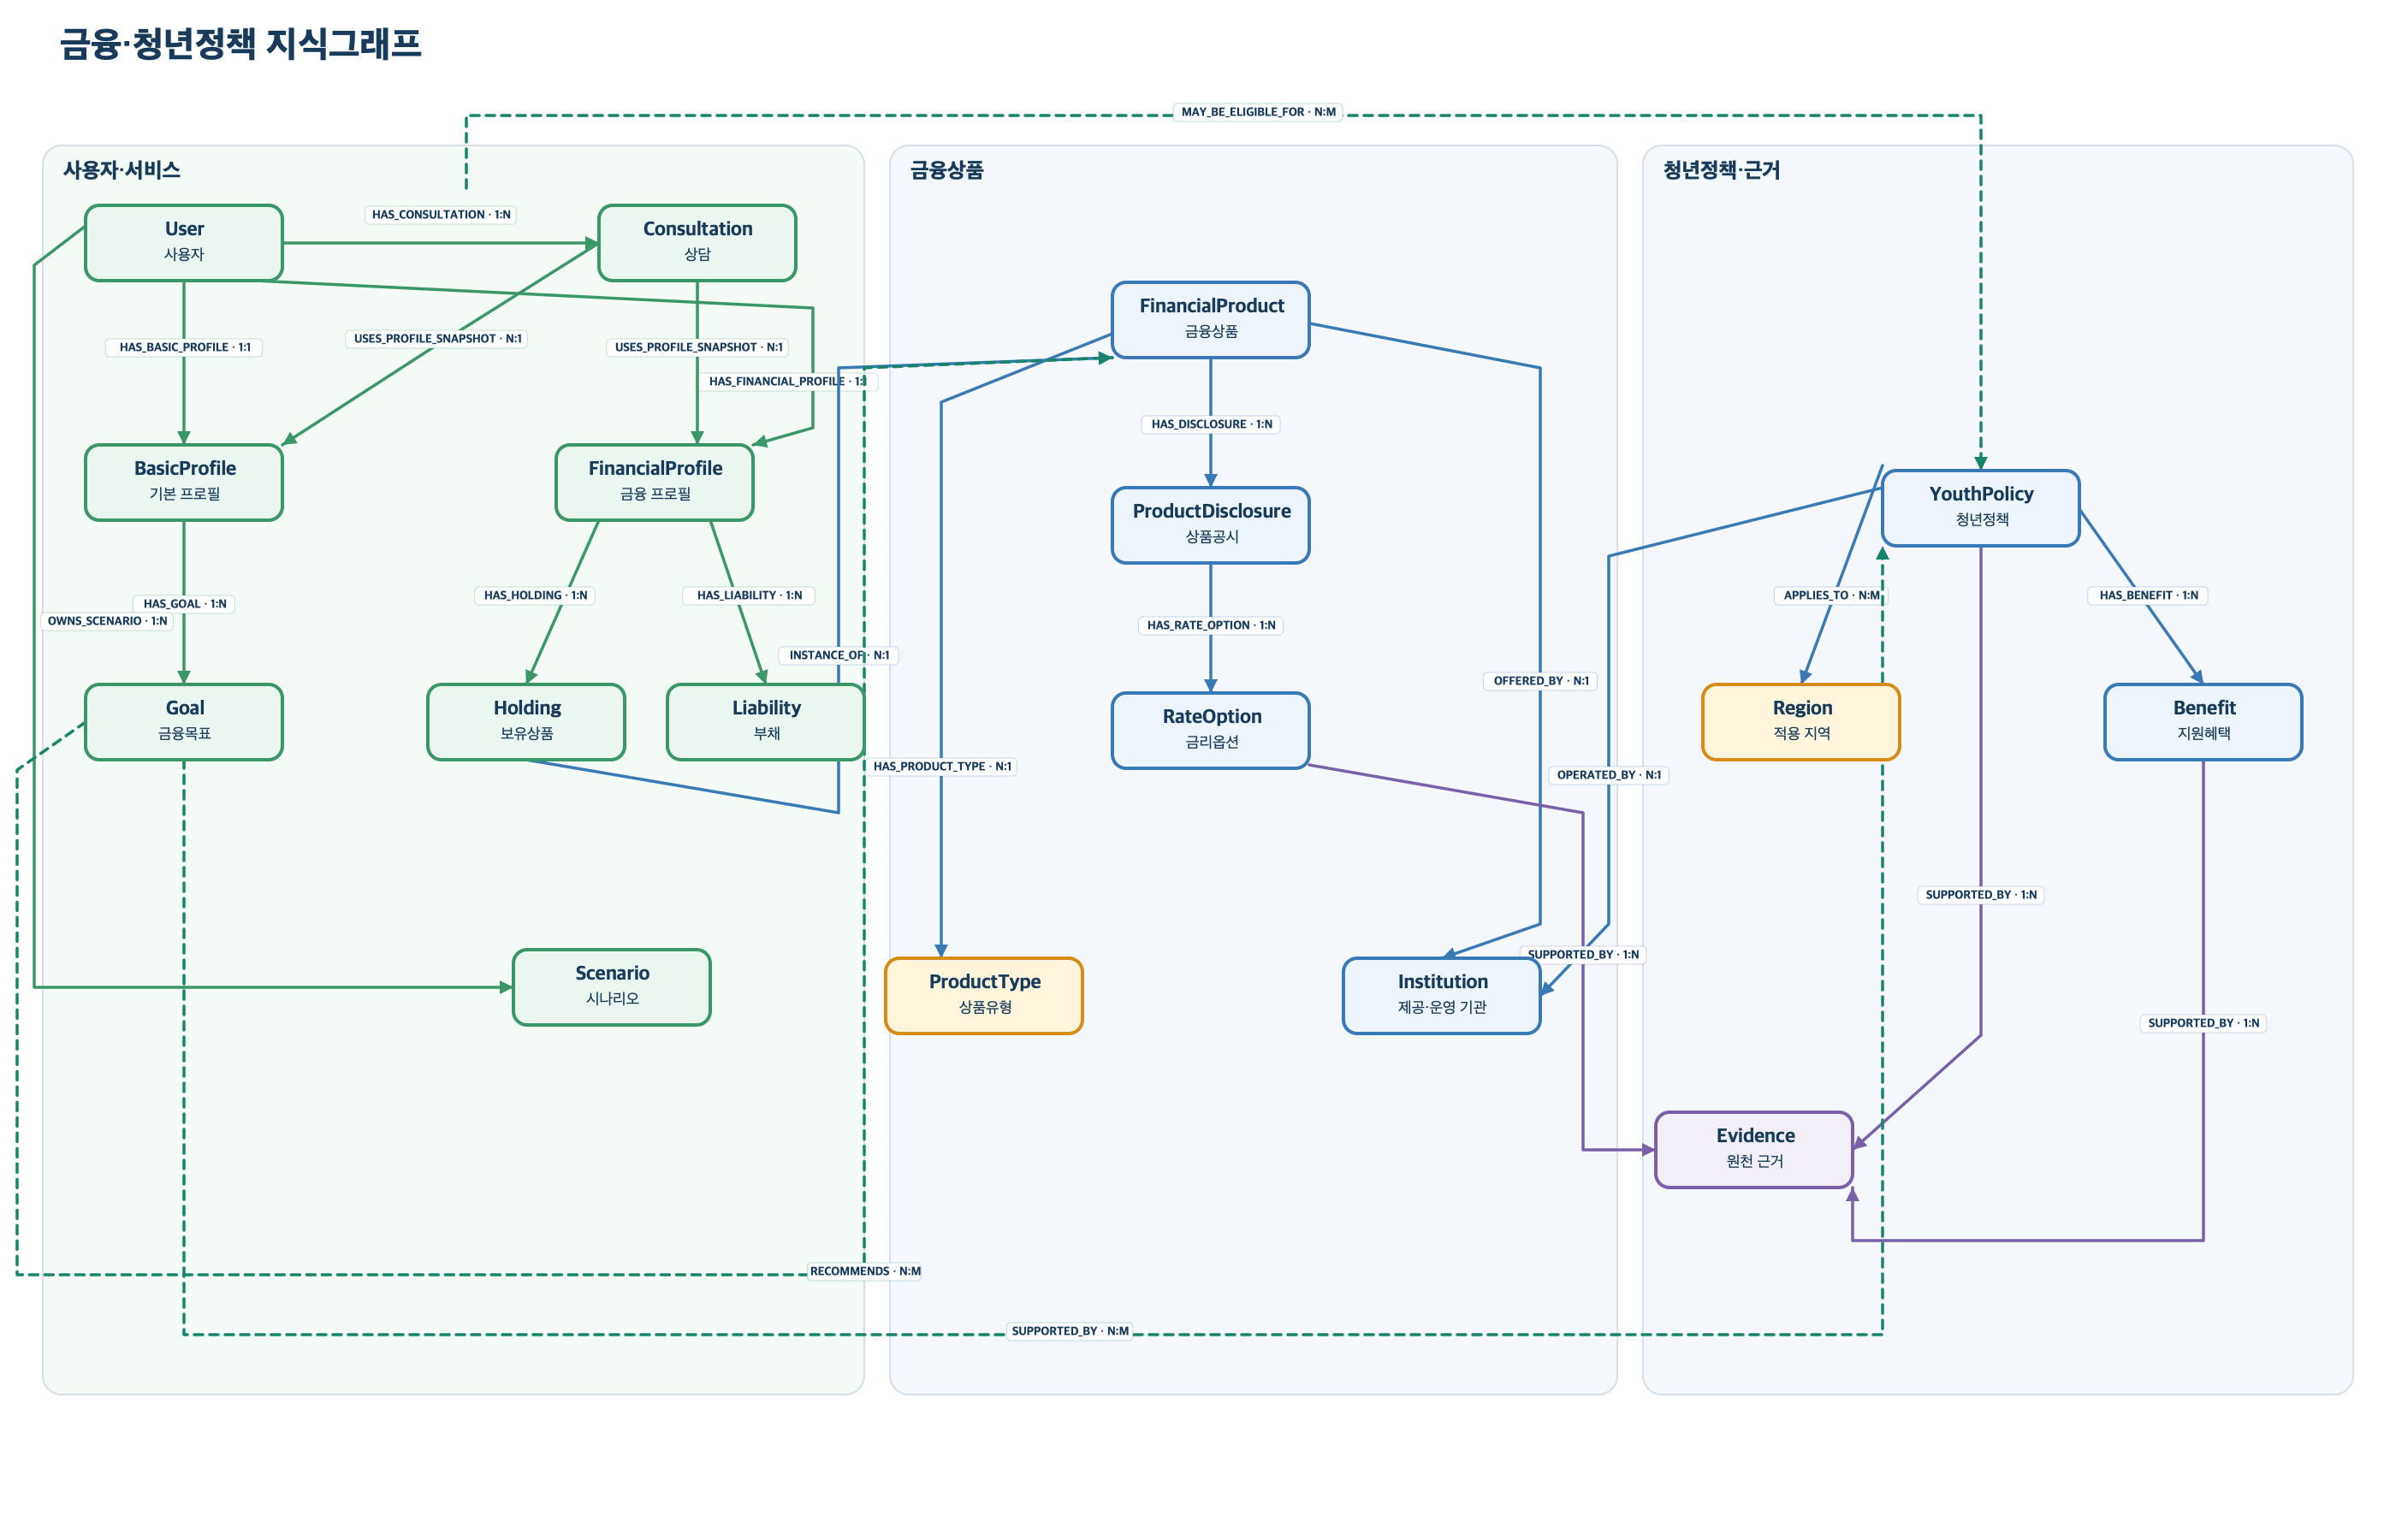 금융·청년정책 지식그래프
MAY_BE_ELIGIBLE_FOR · N:M
사용자·서비스
금융상품
청년정책·근거
HAS_CONSULTATION · 1:N
User
사용자
Consultation
상담
FinancialProduct
금융상품
HAS_BASIC_PROFILE · 1:1
USES_PROFILE_SNAPSHOT · N:1
USES_PROFILE_SNAPSHOT · N:1
HAS_FINANCIAL_PROFILE · 1:1
HAS_DISCLOSURE · 1:N
BasicProfile
기본 프로필
FinancialProfile
금융 프로필
ProductDisclosure
상품공시
YouthPolicy
청년정책
HAS_GOAL · 1:N
OWNS_SCENARIO · 1:N
HAS_HOLDING · 1:N
HAS_LIABILITY · 1:N
HAS_RATE_OPTION · 1:N
APPLIES_TO · N:M
HAS_BENEFIT · 1:N
INSTANCE_OF · N:1
OFFERED_BY · N:1
Goal
금융목표
Holding
보유상품
Liability
부채
RateOption
금리옵션
Region
적용 지역
Benefit
지원혜택
HAS_PRODUCT_TYPE · N:1
OPERATED_BY · N:1
SUPPORTED_BY · 1:N
SUPPORTED_BY · 1:N
Scenario
시나리오
ProductType
상품유형
Institution
제공·운영 기관
SUPPORTED_BY · 1:N
Evidence
원천 근거
RECOMMENDS · N:M
SUPPORTED_BY · N:M